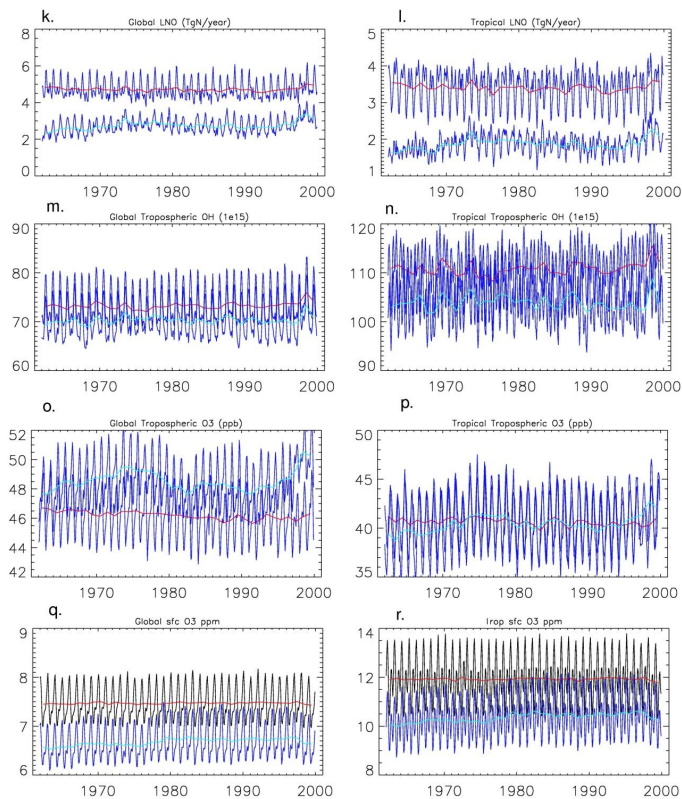 k.
Global LNO (TgN/year)
8
6
4
2
0
1970 1980 1990 2000
l.
Tropical LNO (TgN/year)
5
4
3
2
1
1970 1980 1990 2000
m.
Global Tropospheric OH (1e15)
90
80
70
60
1970 1980 1990 2000
n.
Tropical Tropospheric OH (1e15)
120
110
100
90
1970 1980 1990 2000
o.
Global Tropospheric O3 (ppb)
52
50
48
46
44
42
1970 1980 1990 2000
p.
Tropical Tropospheric O3 (ppb)
50
45
40
35
1970 1980 1990 2000
q.
Global sfc O3 ppm
9
8
7
6
1970 1980 1990 2000
r.
Trop sfc O3 ppm
14
12
10
8
1970 1980 1990 2000